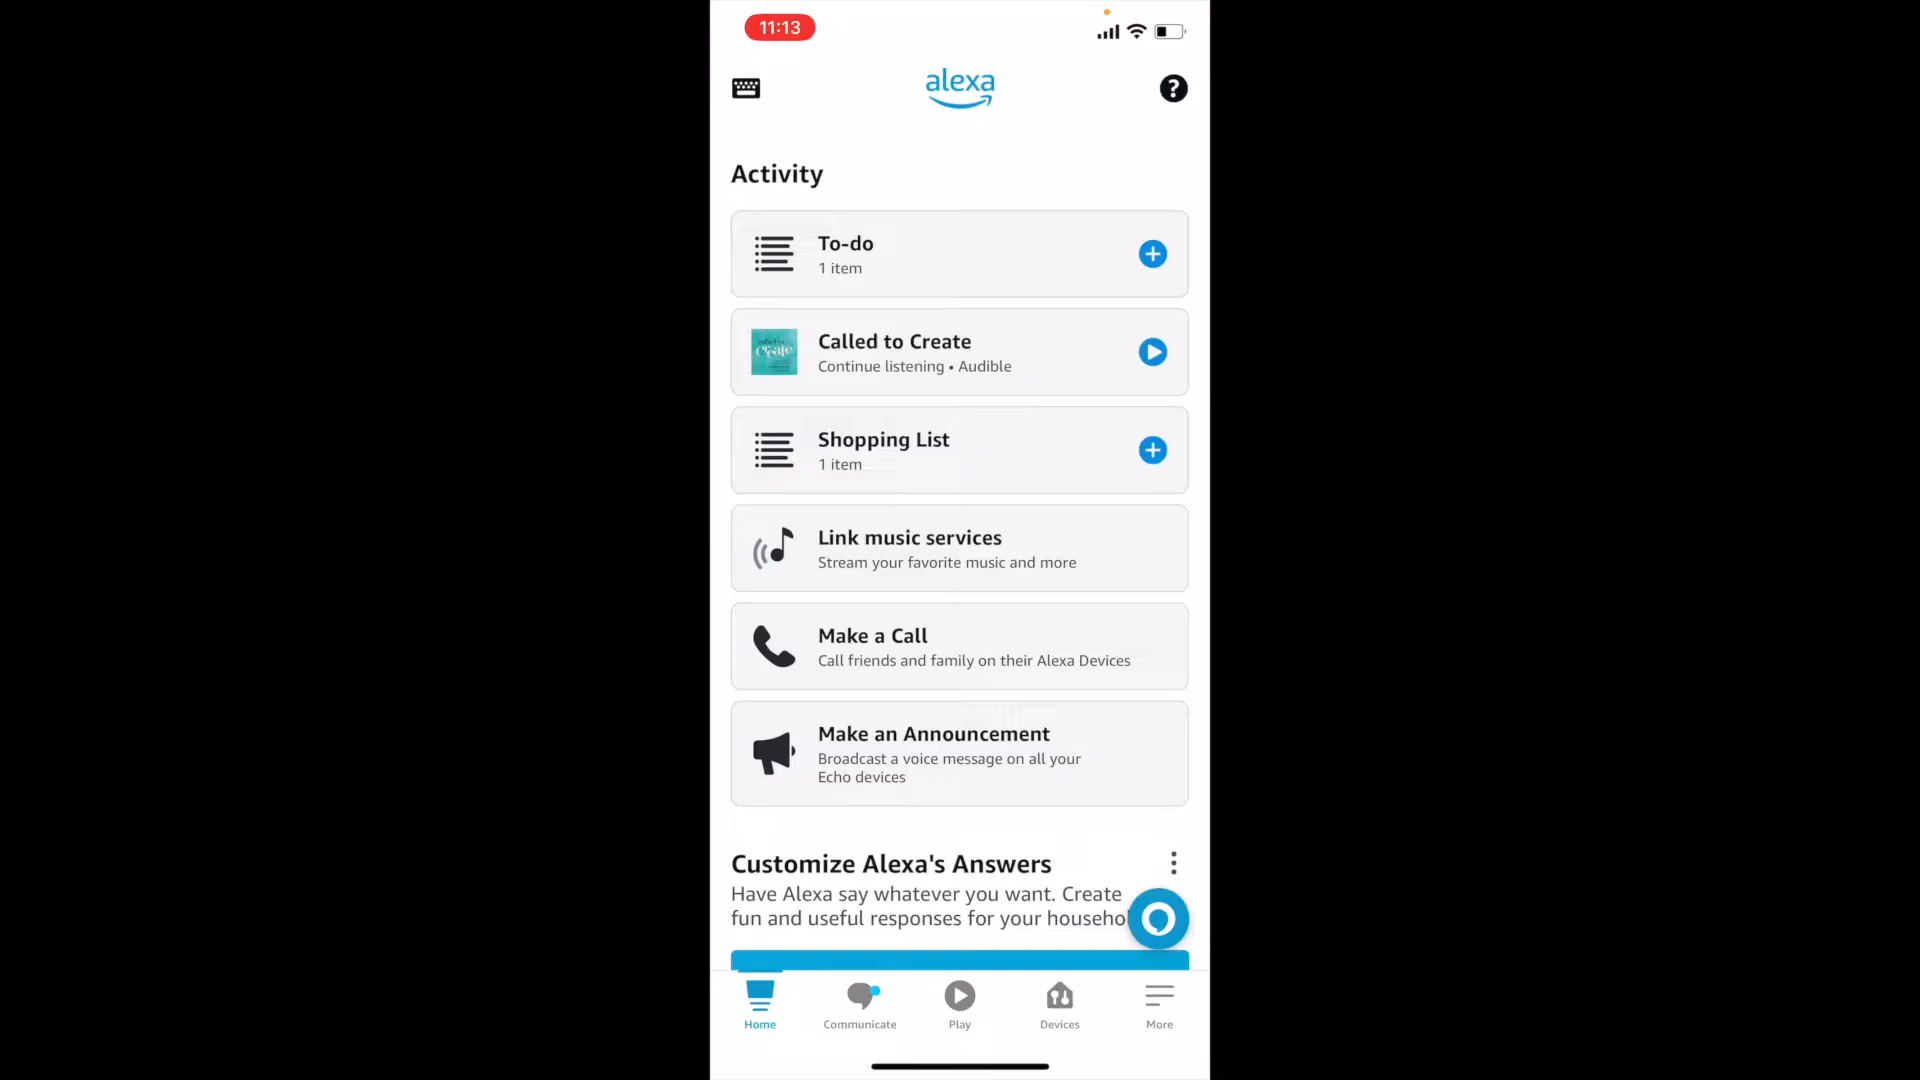 11:13
alexa
?
Activity
To-do
1 item
Called to Create
Continue listening • Audible
Shopping List
1 item
Link music services
Stream your favorite music and more
Make a Call
Call friends and family on their Alexa Devices
Make an Announcement
Broadcast a voice message on all your
Echo devices
Customize Alexa's Answers
Have Alexa say whatever you want. Create
fun and useful responses for your
Home
Communicate
Play
Devices
More